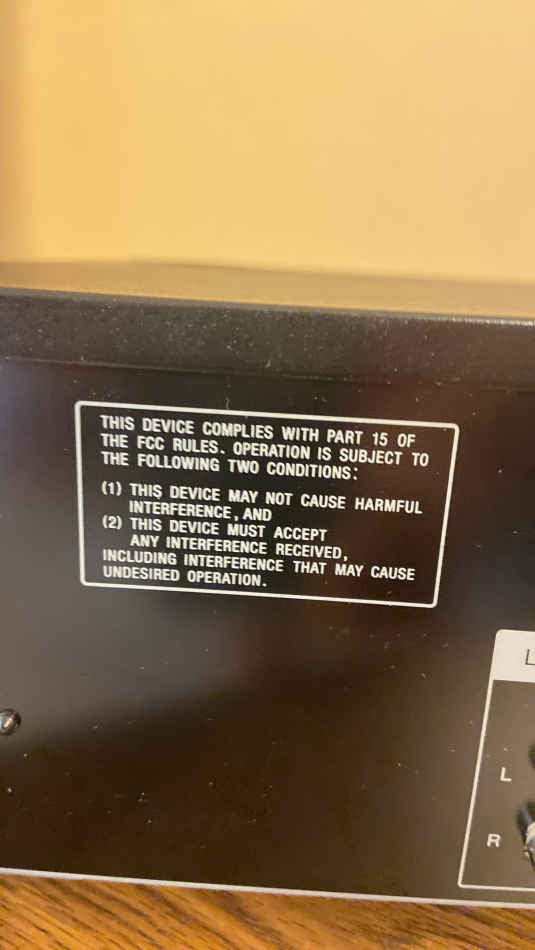 THIS DEVICE COMPLIES WITH PART 15 OF
THE FCC RULES. OPERATION IS SUBJECT TO
THE FOLLOWING TWO CONDITIONS:
(1) THIS DEVICE MAY NOT CAUSE HARMFUL
INTERFERENCE, AND
(2) THIS DEVICE MUST ACCEPT
ANY INTERFERENCE RECEIVED,
INCLUDING INTERFERENCE THAT MAY CAUSE
UNDESIRED OPERATION.
L
L
R